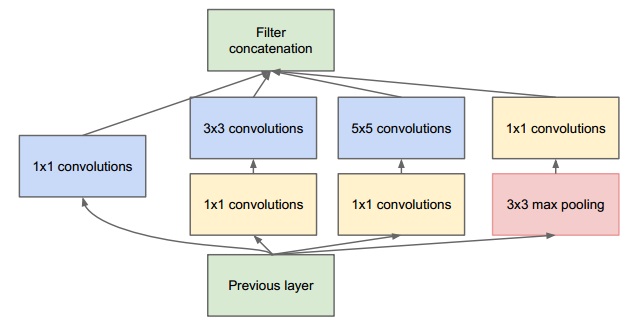 Filter
concatenation
3x3 convolutions
5x5 convolutions
1x1 convolutions
1x1 convolutions
1x1 convolutions
1x1 convolutions
3x3 max pooling
Previous layer